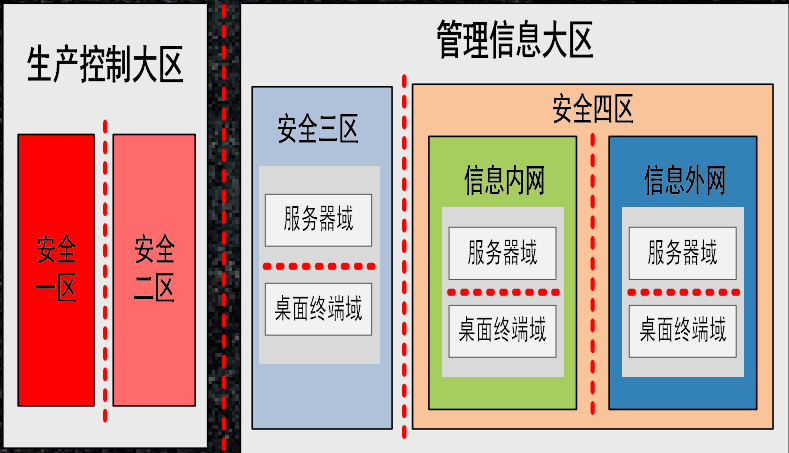 生产控制大区
安全
一区
安全
二区
管理信息大区
安全三区
服务器域
桌面终端域
安全四区
信息内网
服务器域
桌面终端域
信息外网
服务器域
桌面终端域